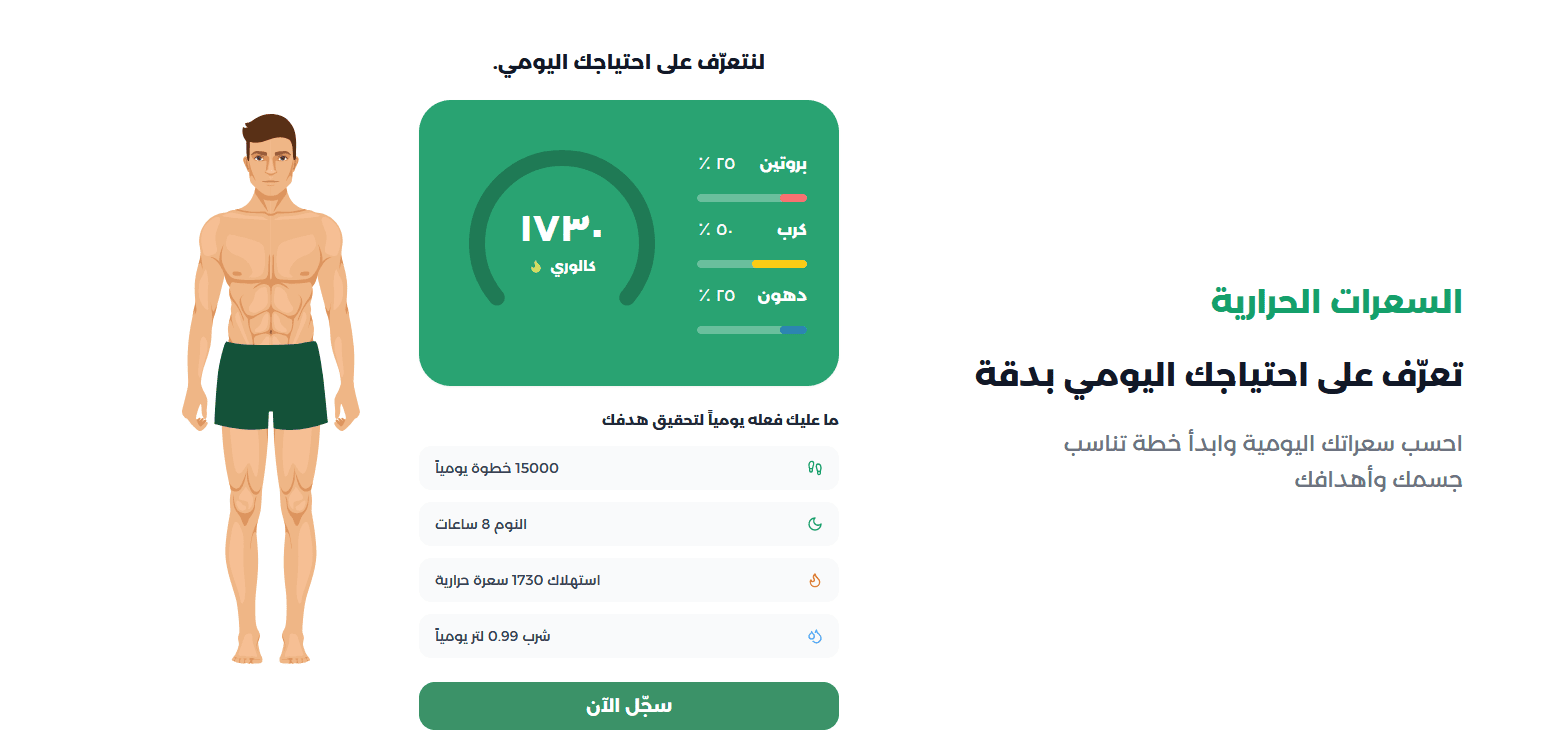 السعرات الحرارية
تعرّف على احتياجك اليومي بدقة
احسب سعراتك اليومية وابدأ خطة تناسب
جسمك وأهدافك
لنتعرّف على احتياجك اليومي.
بروتين ٢٥ ٪
كرب ٥٠ ٪
دهون ٢٥ ٪
١٧٣٠
كالوري
ما عليك فعله يومياً لتحقيق هدفك
15000 خطوة يومياً
النوم 8 ساعات
استهلاك 1730 سعرة حرارية
شرب 0.99 لتر يومياً
سجّل الآن